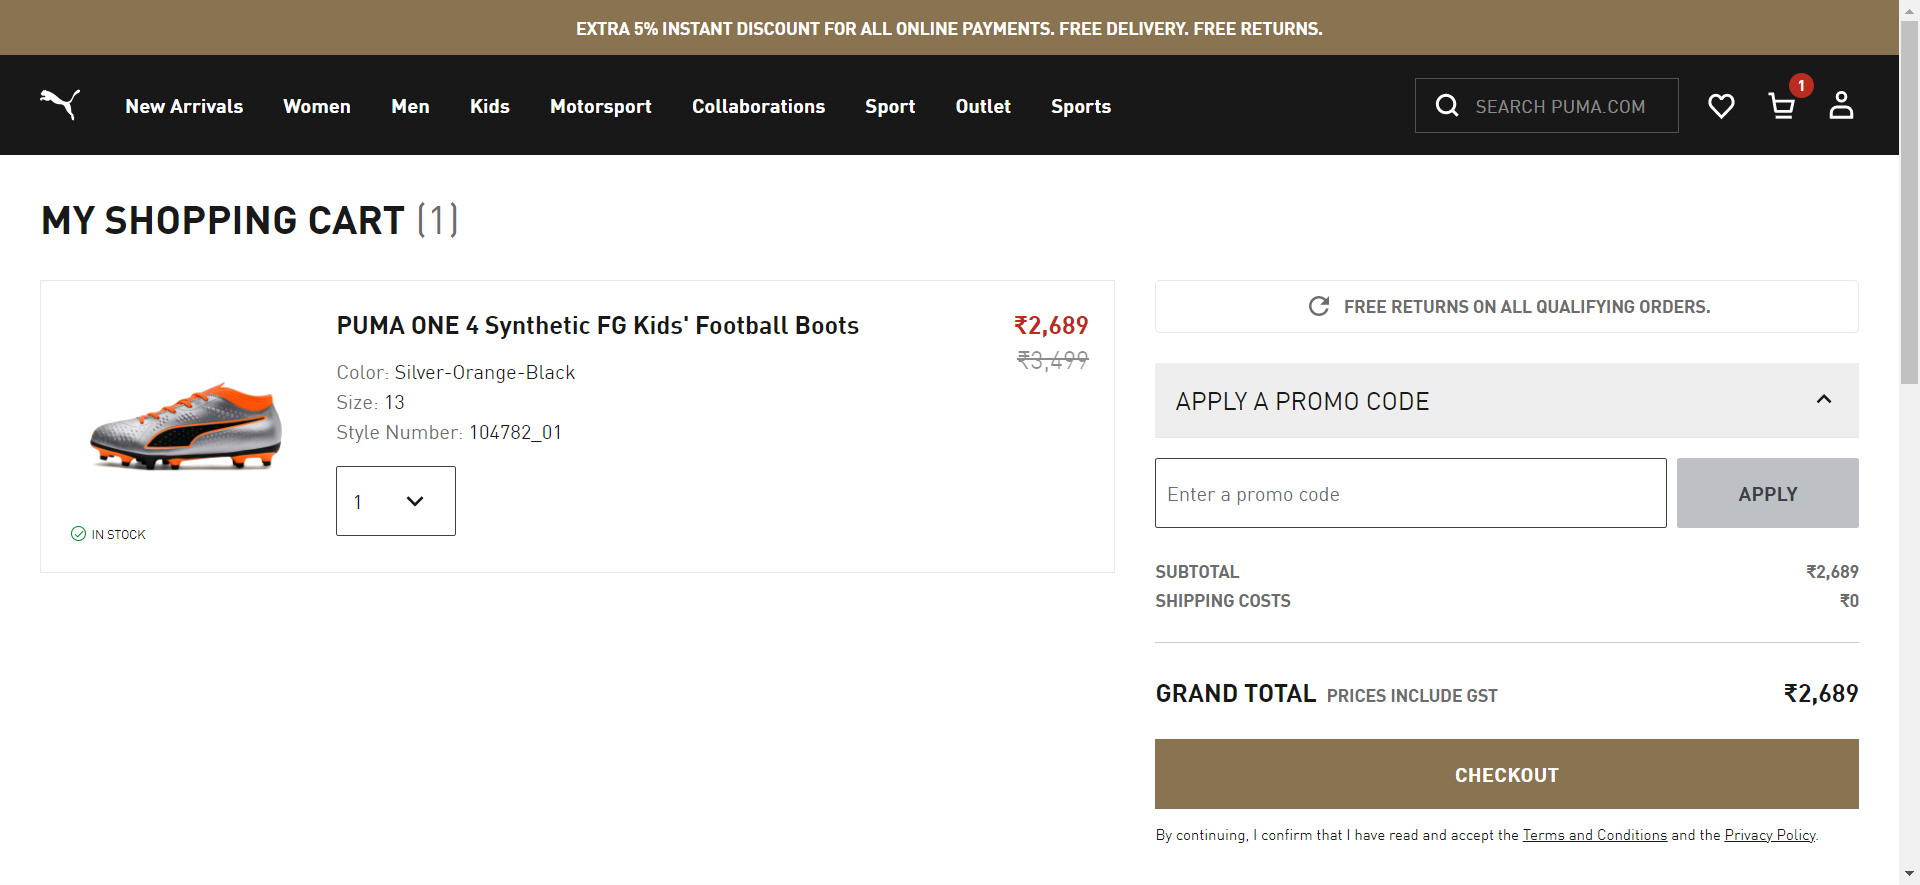 EXTRA 5% INSTANT DISCOUNT FOR ALL ONLINE PAYMENTS. FREE DELIVERY. FREE RETURNS.
New Arrivals Women Men Kids Motorsport Collaborations Sport Outlet Sports SEARCH PUMA.COM 1
MY SHOPPING CART (1)
PUMA ONE 4 Synthetic FG Kids' Football Boots
₹2,689
₹3,499
Color: Silver-Orange-Black
Size: 13
Style Number: 104782_01
1
IN STOCK
FREE RETURNS ON ALL QUALIFYING ORDERS.
APPLY A PROMO CODE
Enter a promo code APPLY
SUBTOTAL ₹2,689
SHIPPING COSTS ₹0
GRAND TOTAL PRICES INCLUDE GST ₹2,689
CHECKOUT
By continuing, I confirm that I have read and accept the Terms and Conditions and the Privacy Policy.